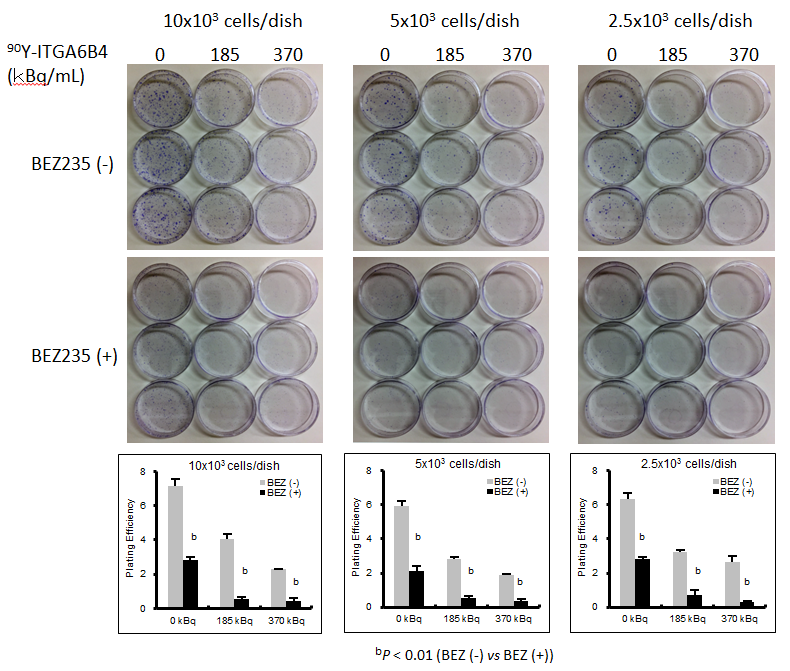 10x10³ cells/dish 5x10³ cells/dish 2.5x10³ cells/dish
⁹⁰Y-ITGA6B4 0 185 370 0 185 370 0 185 370
(kBq/mL)
BEZ235 (-)
BEZ235 (+)
10x10³ cells/dish
8
6
4
2
0
Plating Efficiency
BEZ (-)
BEZ (+)
b
b
b
0 kBq 185 kBq 370 kBq
5x10³ cells/dish
8
6
4
2
0
Plating Efficiency
BEZ (-)
BEZ (+)
b
b
b
0 kBq 185 kBq 370 kBq
2.5x10³ cells/dish
8
6
4
2
0
Plating Efficiency
BEZ (-)
BEZ (+)
b
b
b
0 kBq 185 kBq 370 kBq
ᵇP < 0.01 (BEZ (-) vs BEZ (+))